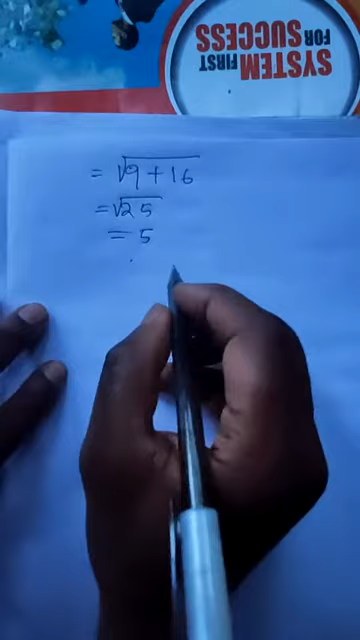 SYSTEM FIRST
FOR SUCCESS
= √9 + 16
= √25
= 5